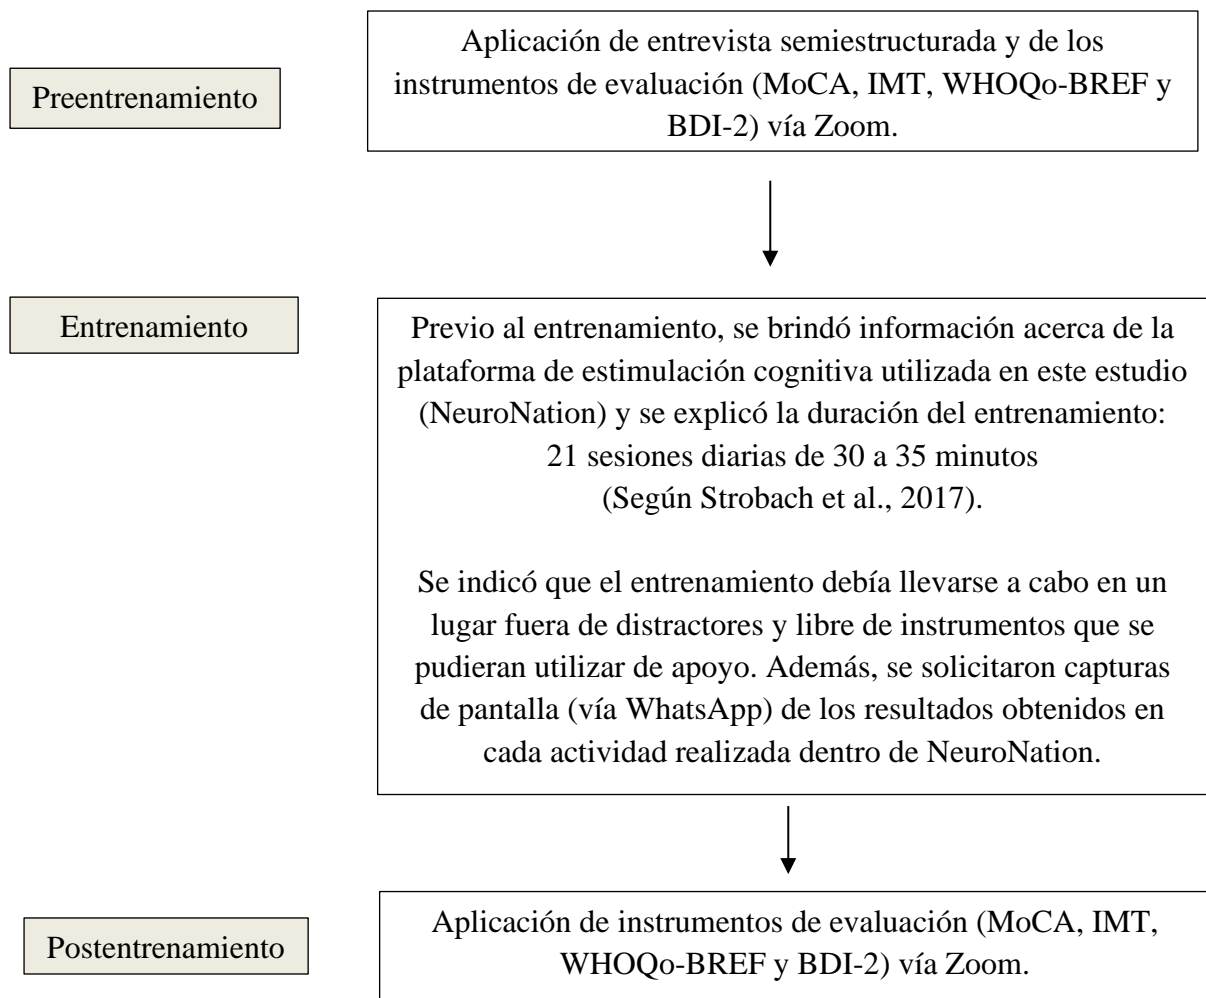 Preentrenamiento
Aplicación de entrevista semiestructurada y de los
instrumentos de evaluación (MoCA, IMT, WHOQo-BREF y
BDI-2) vía Zoom.
Entrenamiento
Previo al entrenamiento, se brindó información acerca de la
plataforma de estimulación cognitiva utilizada en este estudio
(NeuroNation) y se explicó la duración del entrenamiento:
21 sesiones diarias de 30 a 35 minutos
(Según Strobach et al., 2017).
Se indicó que el entrenamiento debía llevarse a cabo en un
lugar fuera de distractores y libre de instrumentos que se
pudieran utilizar de apoyo. Además, se solicitaron capturas
de pantalla (vía WhatsApp) de los resultados obtenidos en
cada actividad realizada dentro de NeuroNation.
Postentrenamiento
Aplicación de instrumentos de evaluación (MoCA, IMT,
WHOQo-BREF y BDI-2) vía Zoom.